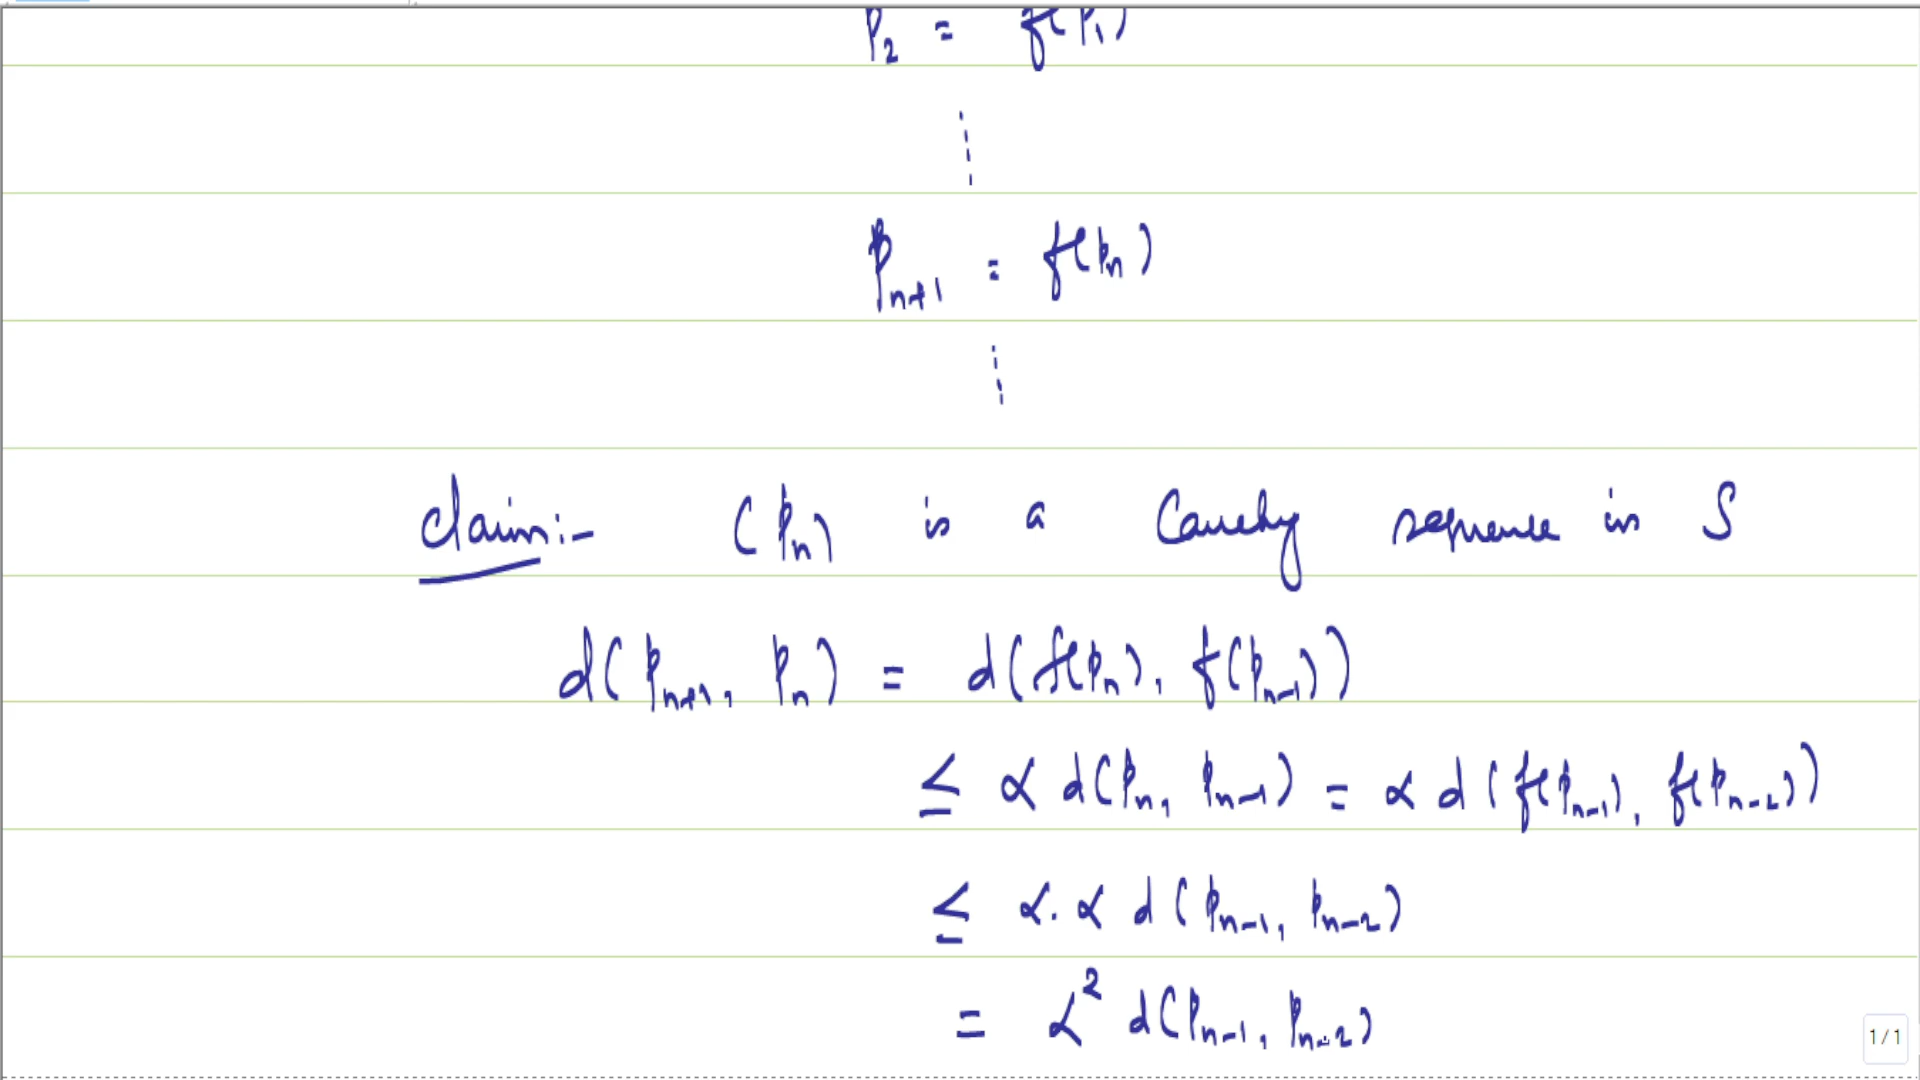 p₂ = f(p₁)
pₙ₊₁ = f(pₙ)
Claim:- (pₙ) is a Cauchy sequence in S
d(pₙ₊₁, pₙ) = d(f(pₙ), f(pₙ₋₁))
≤ α d(pₙ, pₙ₋₁) = α d(f(pₙ₋₁), f(pₙ₋₂))
≤ α.α d(pₙ₋₁, pₙ₋₂)
= α² d(pₙ₋₁, pₙ₋₂)
1/1